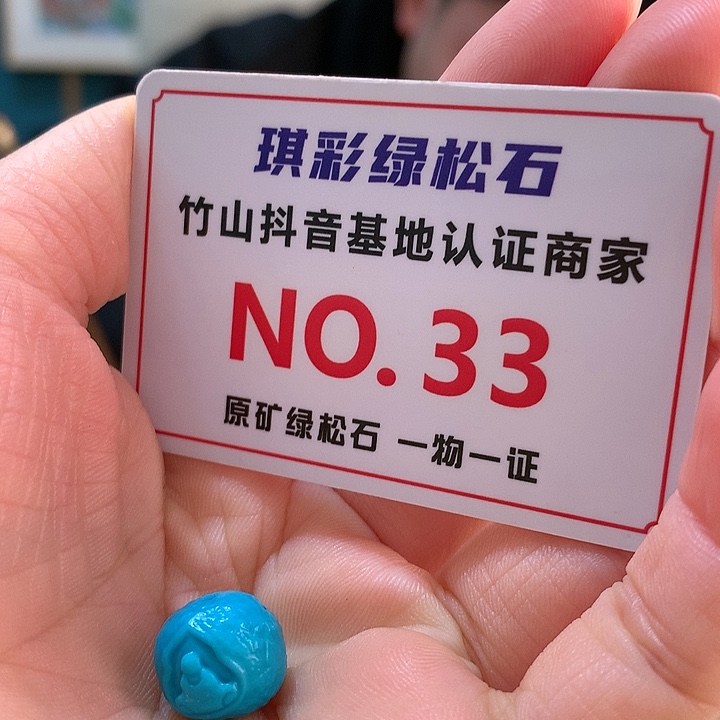 琪彩绿松石
竹山抖音基地认证商家
NO.33
原矿绿松石 一物一证